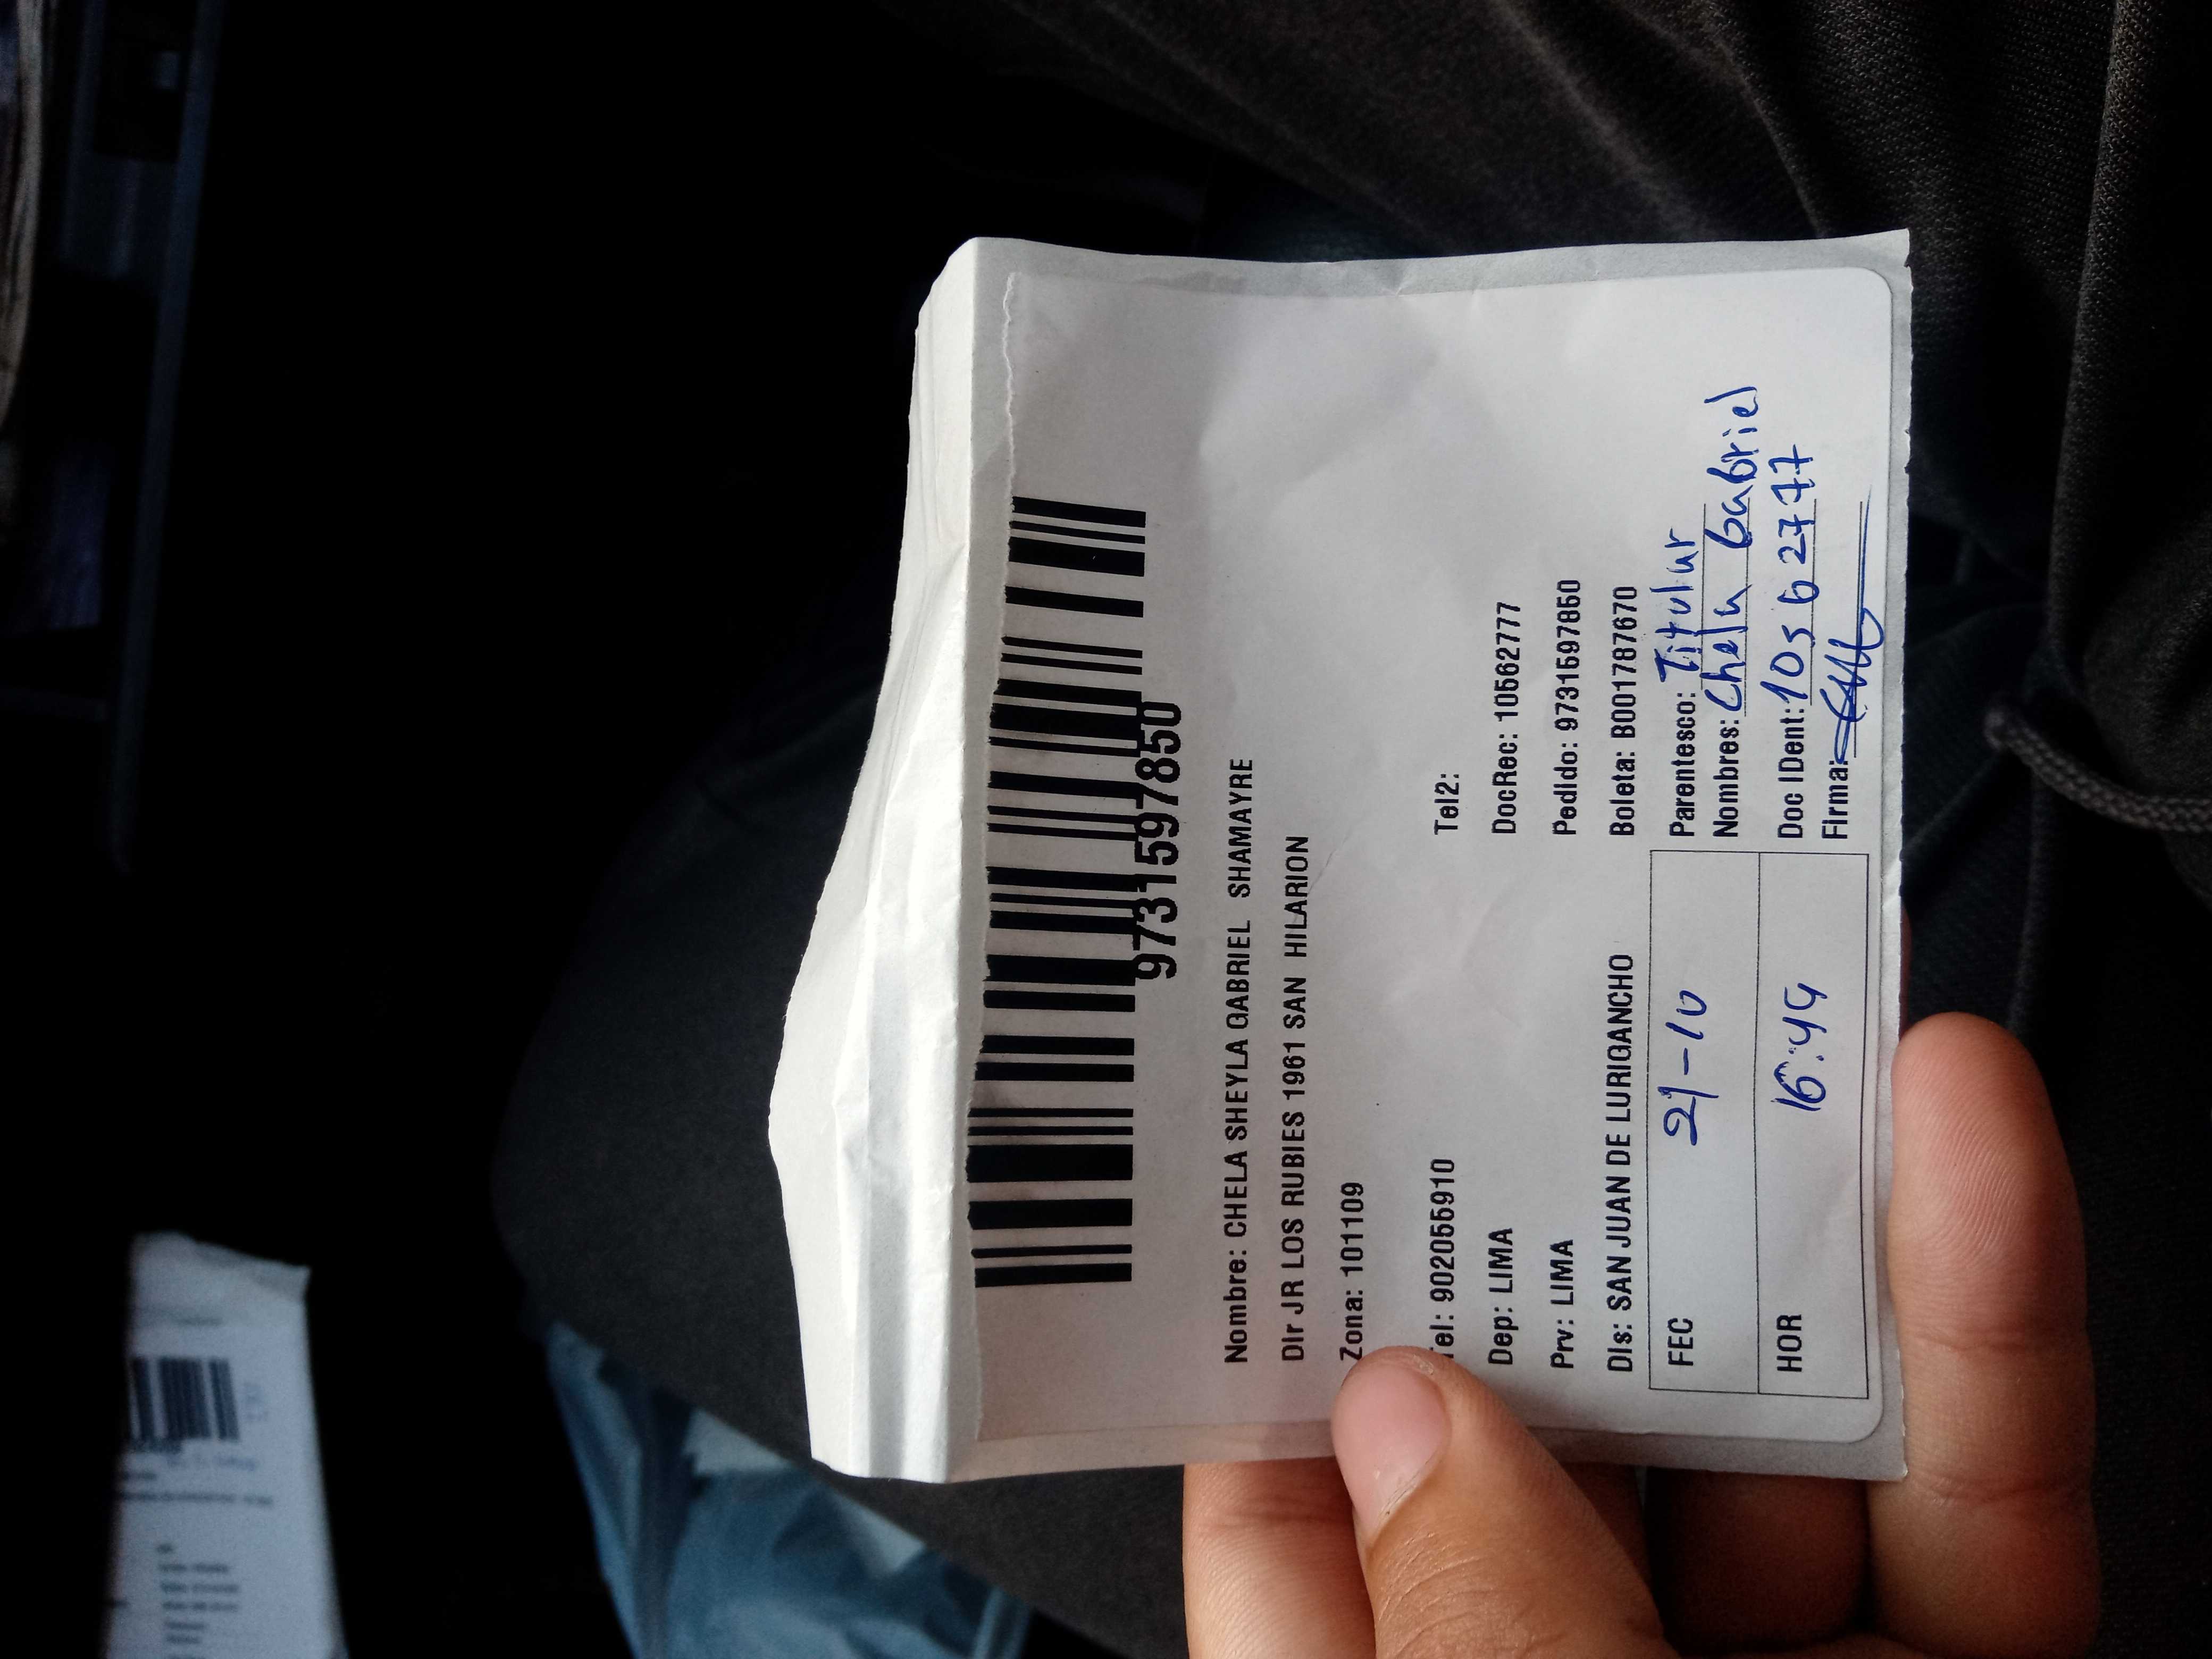 9731597850
Nombre: CHELA SHEYLA GABRIEL SHAMAYRE
Dir JR LOS RUBIES 1961 SAN HILARION
Zona: 101109
Tel: 902055910 Tel2:
Dep: LIMA DocRec: 10562777
Prv: LIMA Pedido: 9731597850
Dis: SAN JUAN DE LURIGANCHO Boleta: B001787670
FEC 21-10 Parentesco: Titular
Nombres: Chela Gabriel
HOR 16:44 Doc IDent: 10562777
Firma: